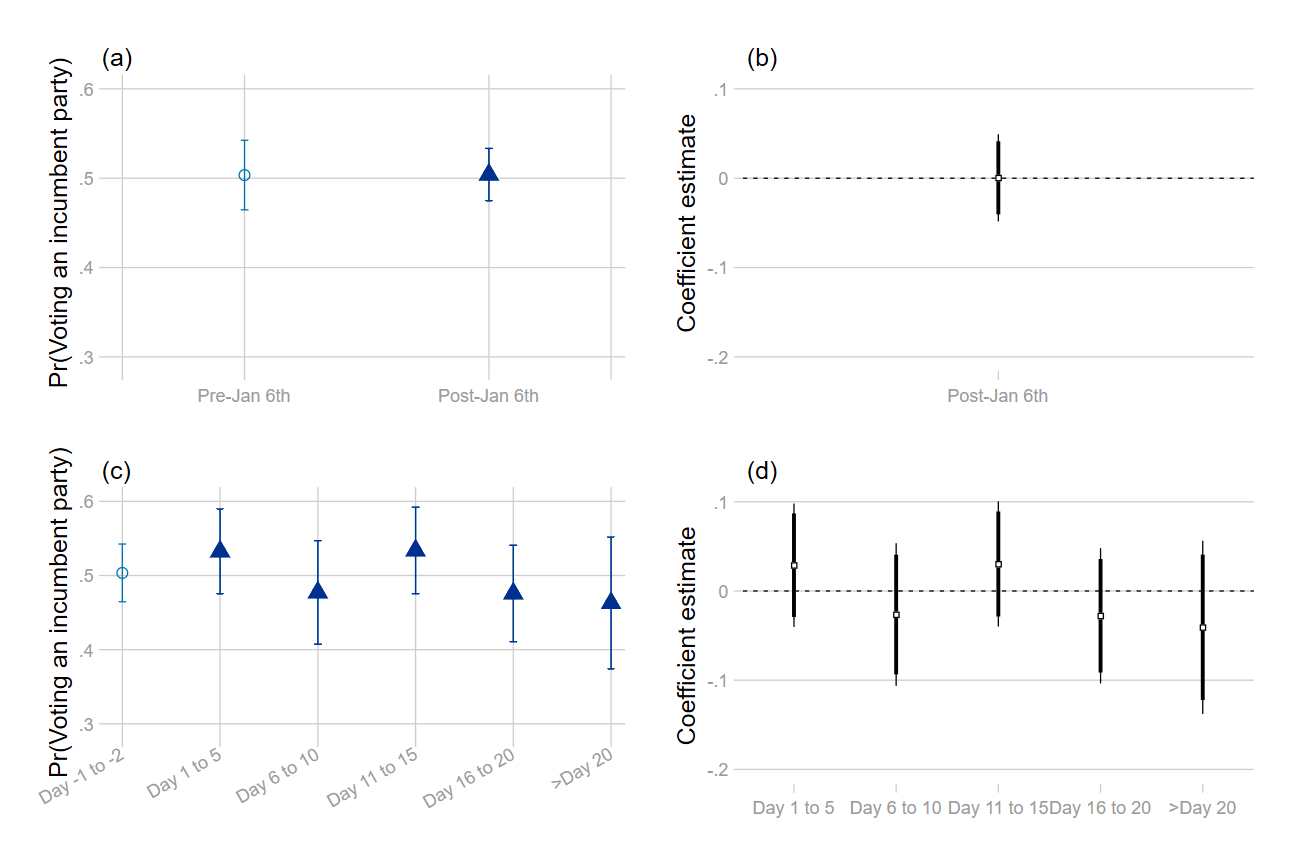 (a)
Pr(Voting an incumbent party)
.6
.5
.4
.3
Pre-Jan 6th
Post-Jan 6th
(b)
Coefficient estimate
.1
0
-.1
-.2
Post-Jan 6th
(c)
Pr(Voting an incumbent party)
.6
.5
.4
.3
Day -1 to -2
Day 1 to 5
Day 6 to 10
Day 11 to 15
Day 16 to 20
>Day 20
(d)
Coefficient estimate
.1
0
-.1
-.2
Day 1 to 5
Day 6 to 10
Day 11 to 15
Day 16 to 20
>Day 20